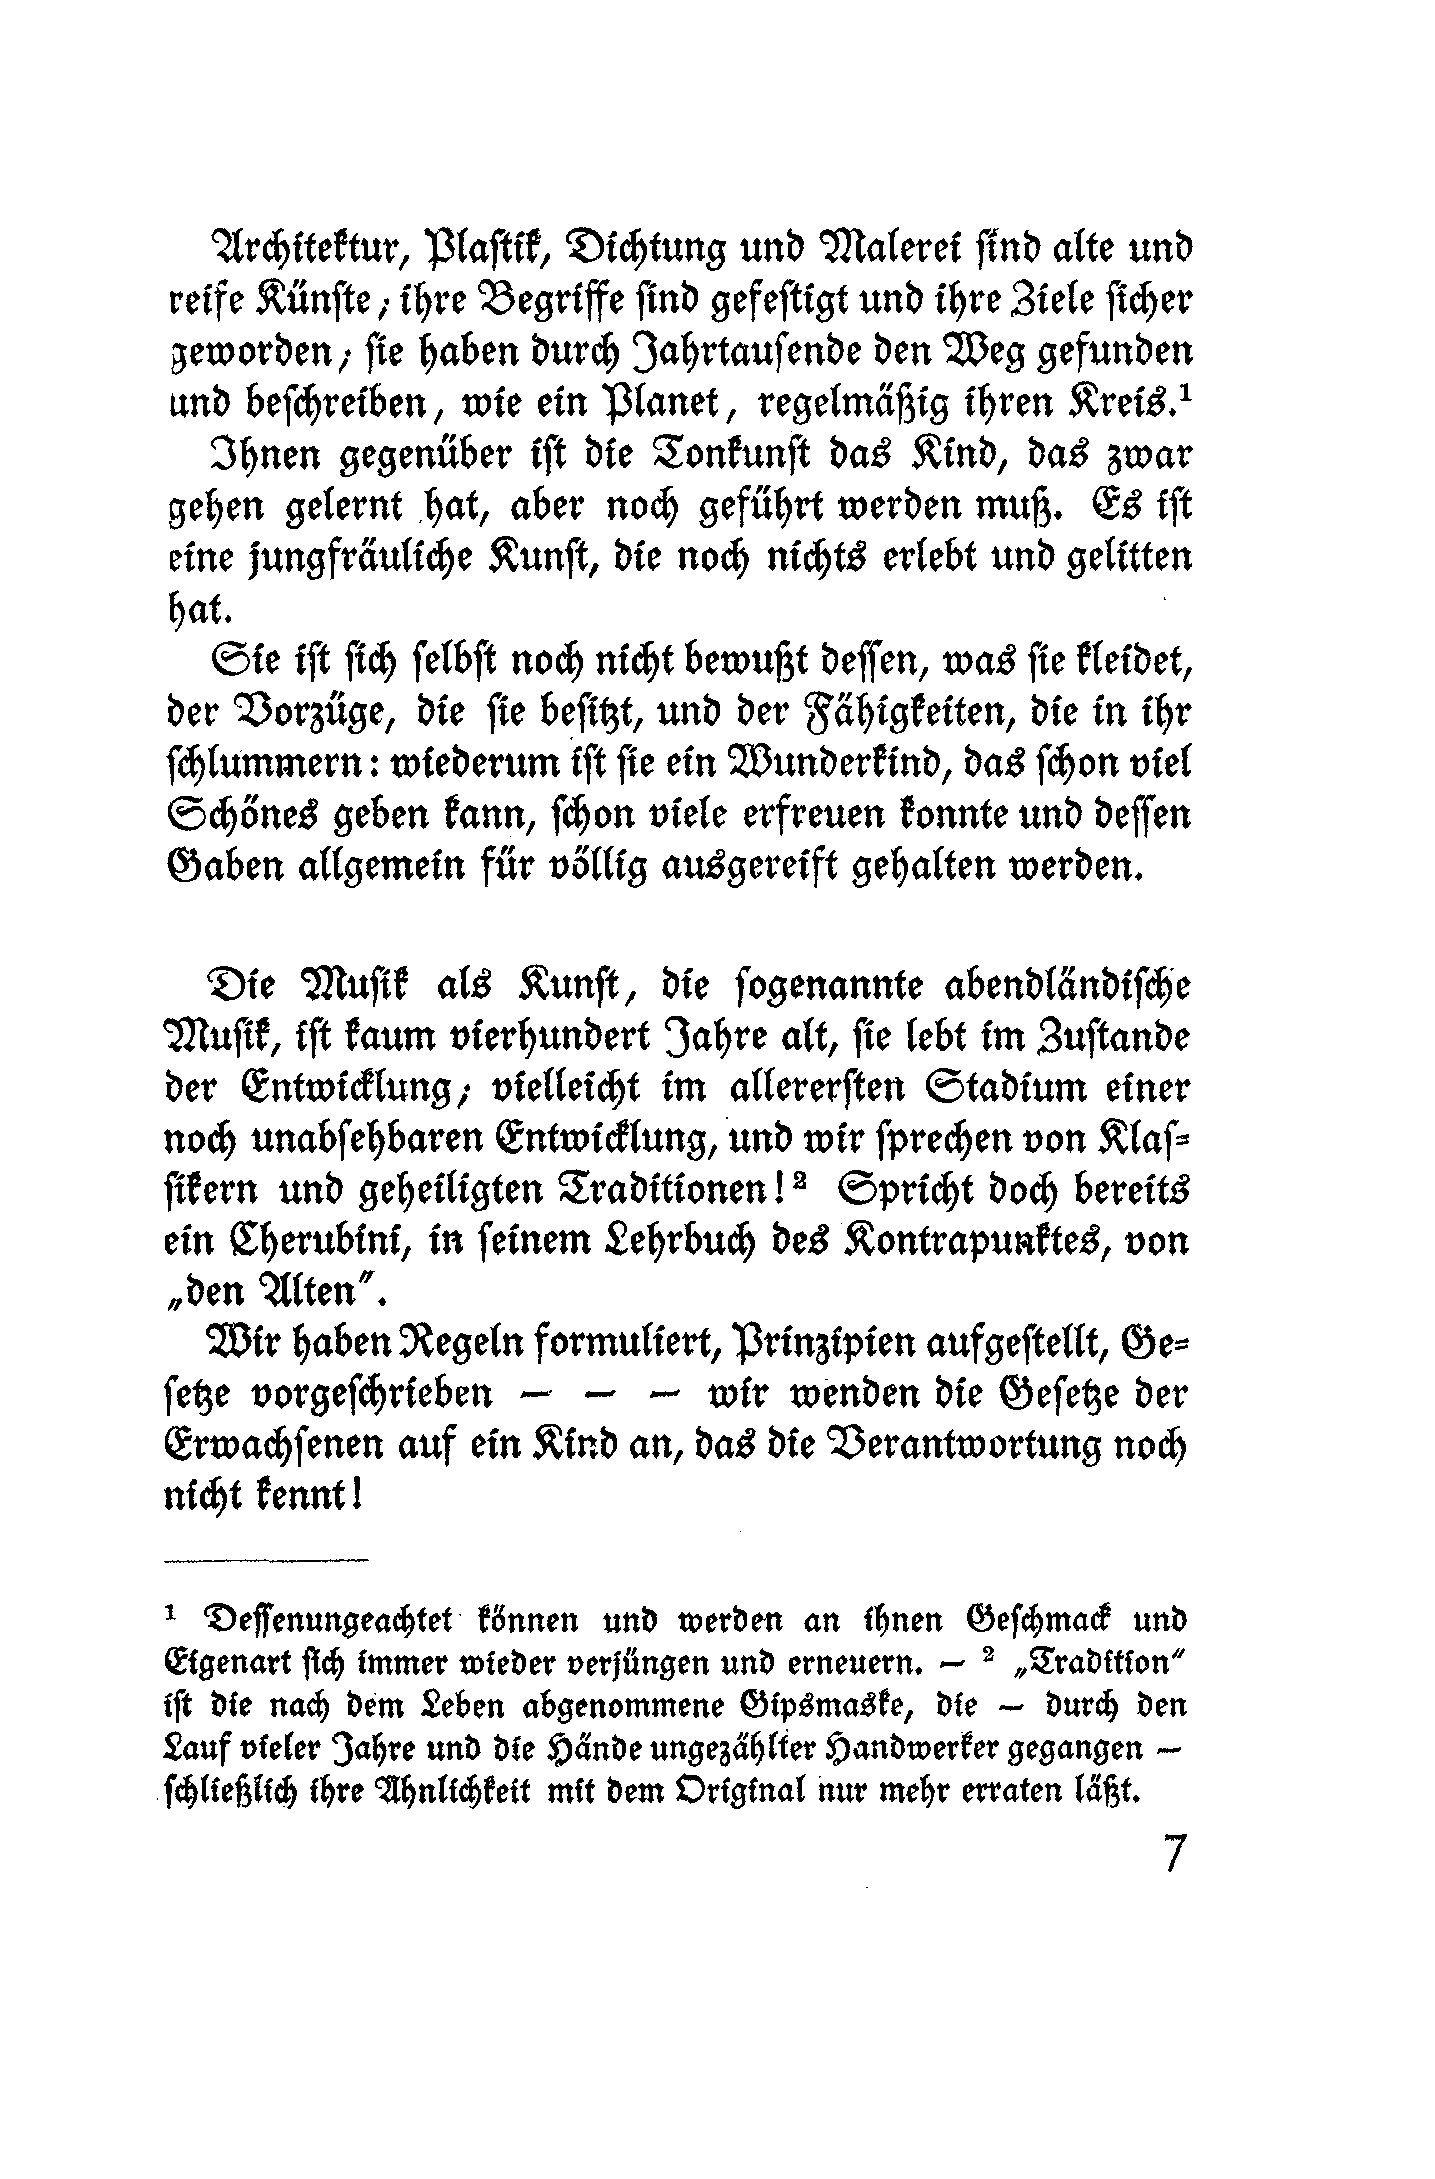 Architektur, Plastik, Dichtung und Malerei sind alte und
reife Künste; ihre Begriffe sind gefestigt und ihre Ziele sicher
geworden; sie haben durch Jahrtausende den Weg gefunden
und beschreiben, wie ein Planet, regelmäßig ihren Kreis.¹
Ihnen gegenüber ist die Tonkunst das Kind, das zwar
gehen gelernt hat, aber noch geführt werden muß. Es ist
eine jungfräuliche Kunst, die noch nichts erlebt und gelitten
hat.
Sie ist sich selbst noch nicht bewußt dessen, was sie kleidet,
der Vorzüge, die sie besitzt, und der Fähigkeiten, die in ihr
schlummern: wiederum ist sie ein Wunderkind, das schon viel
Schönes geben kann, schon viele erfreuen konnte und dessen
Gaben allgemein für völlig ausgereift gehalten werden.
Die Musik als Kunst, die sogenannte abendländische
Musik, ist kaum vierhundert Jahre alt, sie lebt im Zustande
der Entwicklung; vielleicht im allerersten Stadium einer
noch unabsehbaren Entwicklung, und wir sprechen von Klas-
sikern und geheiligten Traditionen!² Spricht doch bereits
ein Cherubini, in seinem Lehrbuch des Kontrapunktes, von
„den Alten“.
Wir haben Regeln formuliert, Prinzipien aufgestellt, Ge-
setze vorgeschrieben — — — wir wenden die Gesetze der
Erwachsenen auf ein Kind an, das die Verantwortung noch
nicht kennt!
¹ Dessenungeachtet können und werden an ihnen Geschmack und
Eigenart sich immer wieder verjüngen und erneuern. — ² „Tradition“
ist die nach dem Leben abgenommene Gipsmaske, die — durch den
Lauf vieler Jahre und die Hände ungezählter Handwerker gegangen —
schließlich ihre Ähnlichkeit mit dem Original nur mehr erraten läßt.
7